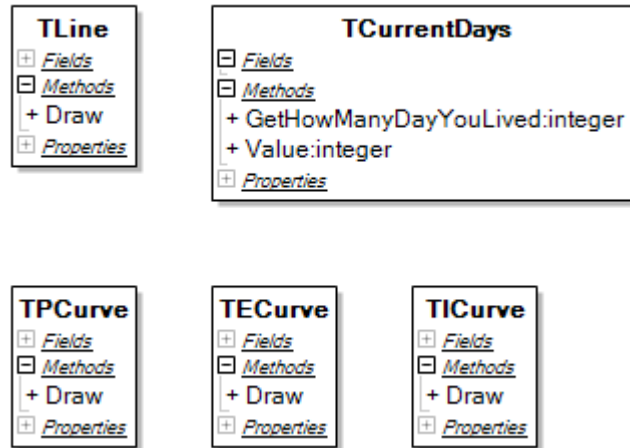 TLine
Fields
Methods
+ Draw
Properties
TCurrentDays
Fields
Methods
+ GetHowManyDayYouLived:integer
+ Value:integer
Properties
TPCurve
Fields
Methods
+ Draw
Properties
TECurve
Fields
Methods
+ Draw
Properties
TICurve
Fields
Methods
+ Draw
Properties